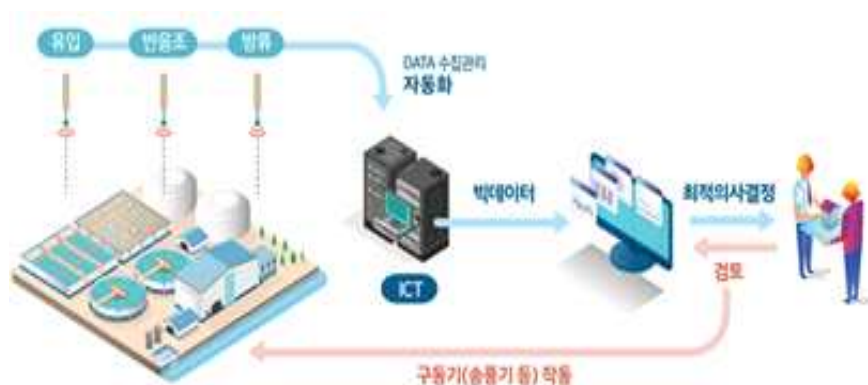 유입
반응조
방류
DATA 수집관리
자동화
ICT
빅데이터
최적의사결정
검토
구동기(송풍기 등) 작동